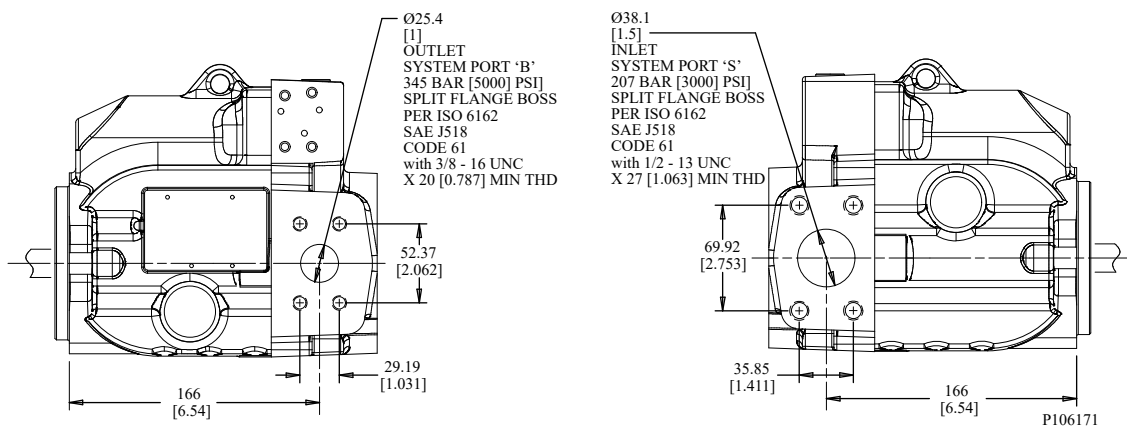 Ø25.4
[1]
OUTLET
SYSTEM PORT ‘B’
345 BAR [5000] PSI]
SPLIT FLANGE BOSS
PER ISO 6162
SAE J518
CODE 61
with 3/8 - 16 UNC
X 20 [0.787] MIN THD
52.37
[2.062]
29.19
[1.031]
166
[6.54]
Ø38.1
[1.5]
INLET
SYSTEM PORT ‘S’
207 BAR [3000] PSI]
SPLIT FLANGE BOSS
PER ISO 6162
SAE J518
CODE 61
with 1/2 - 13 UNC
X 27 [1.063] MIN THD
69.92
[2.753]
35.85
[1.411]
166
[6.54]
P106171